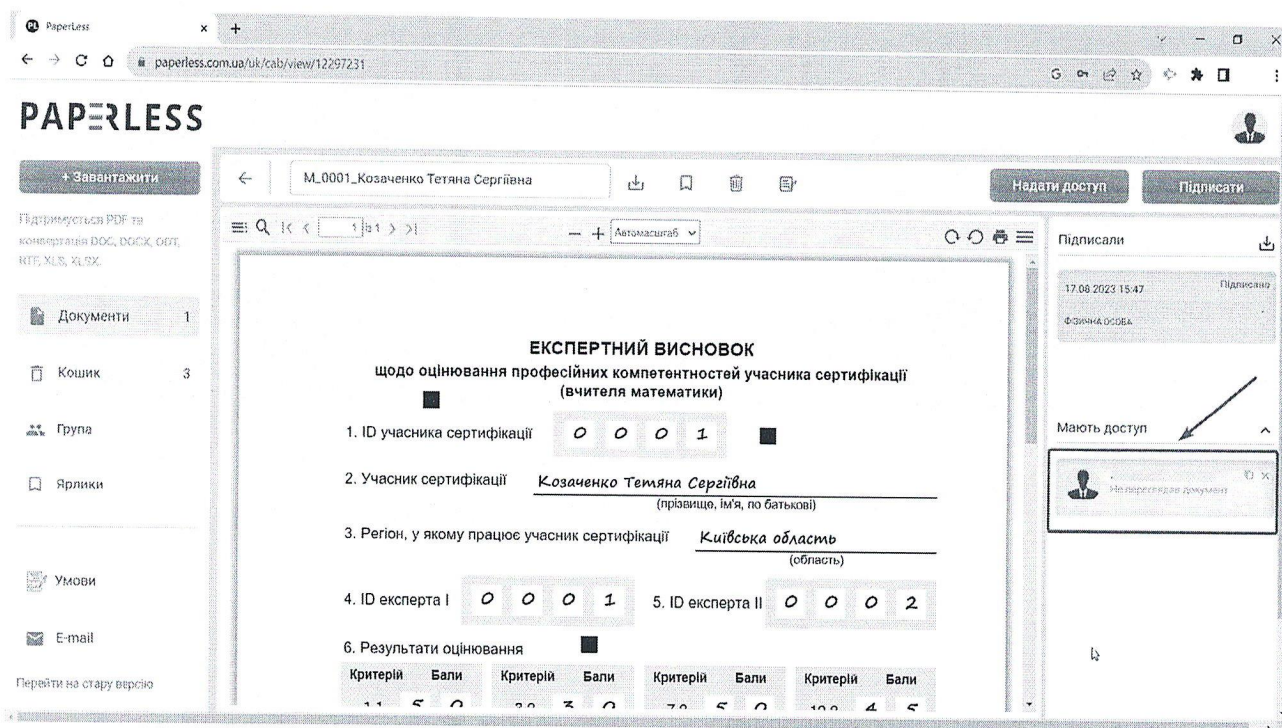 PaperLess
paperless.com.ua/uk/cab/view/12297231
PAPERLESS
+ Завантажити
Підтримується PDF та
конвертація DOC, DOCX, ODT,
RTF, XLS, XLSX.
Документи 1
Кошик 3
Група
Ярлики
Умови
E-mail
Перейти на стару версію
М_0001_Козаченко Тетяна Сергіївна
Надати доступ
Підписати
1 із 1
Автомасштаб
ЕКСПЕРТНИЙ ВИСНОВОК
щодо оцінювання професійних компетентностей учасника сертифікації
(вчителя математики)
1. ID учасника сертифікації 0 0 0 1
2. Учасник сертифікації Козаченко Тетяна Сергіївна
(прізвище, ім'я, по батькові)
3. Регіон, у якому працює учасник сертифікації Київська область
(область)
4. ID експерта I 0 0 0 1 5. ID експерта II 0 0 0 2
6. Результати оцінювання
Критерій Бали Критерій Бали Критерій Бали Критерій Бали
Підписали
17.08.2023 15:47 Підписано
ФІЗИЧНА ОСОБА
Мають доступ
Не переглядав документ